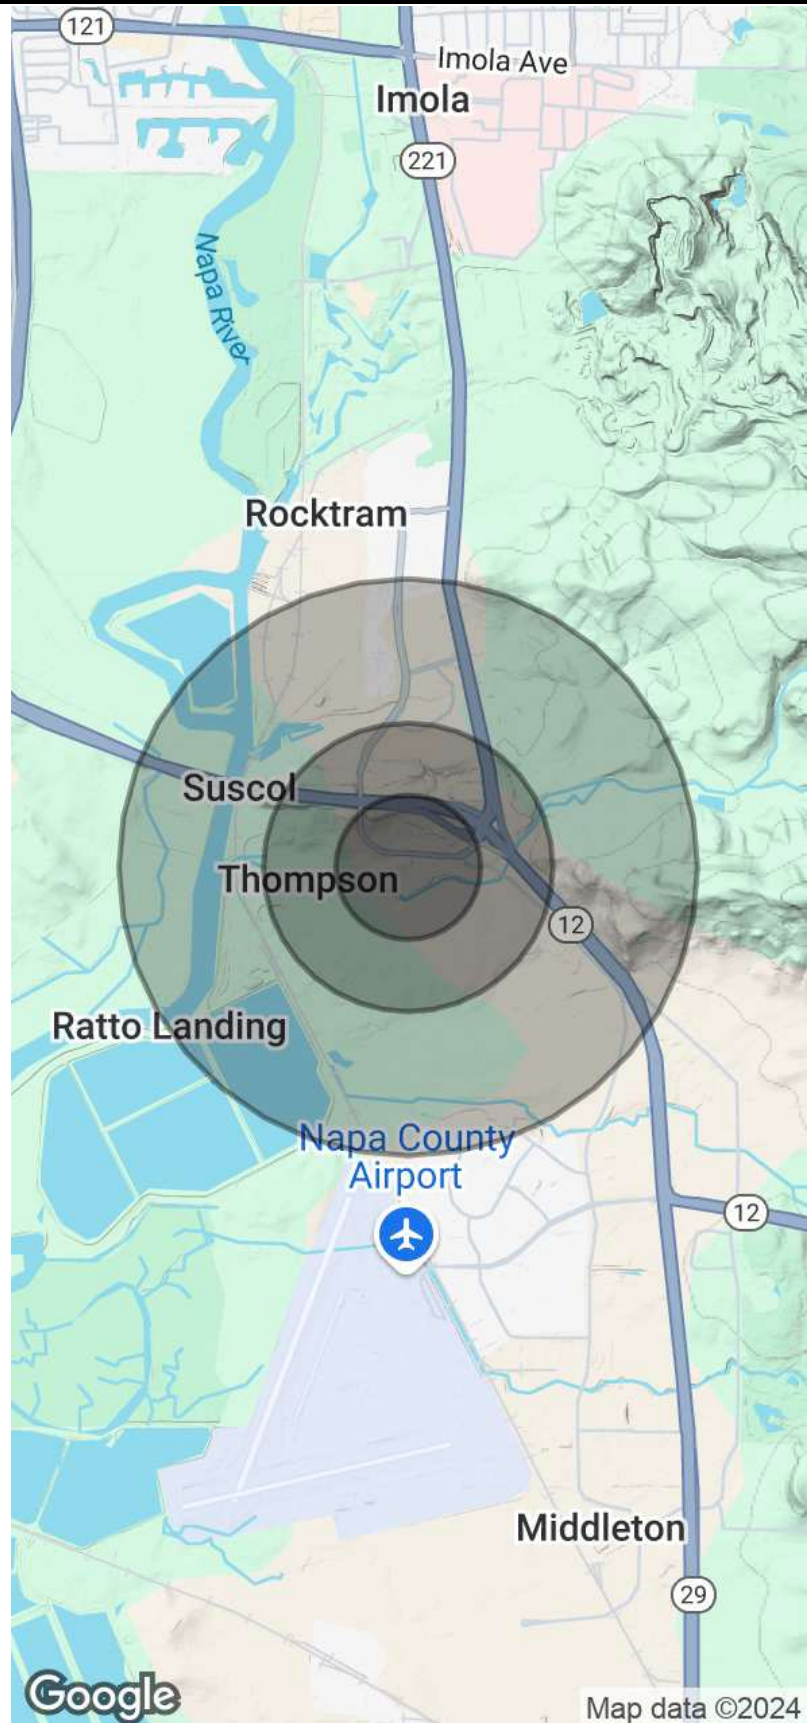 121
Imola Ave
Imola
221
Napa River
Rocktram
Suscol
Thompson
12
Ratto Landing
Napa County
Airport
12
Middleton
29
Google
Map data ©2024